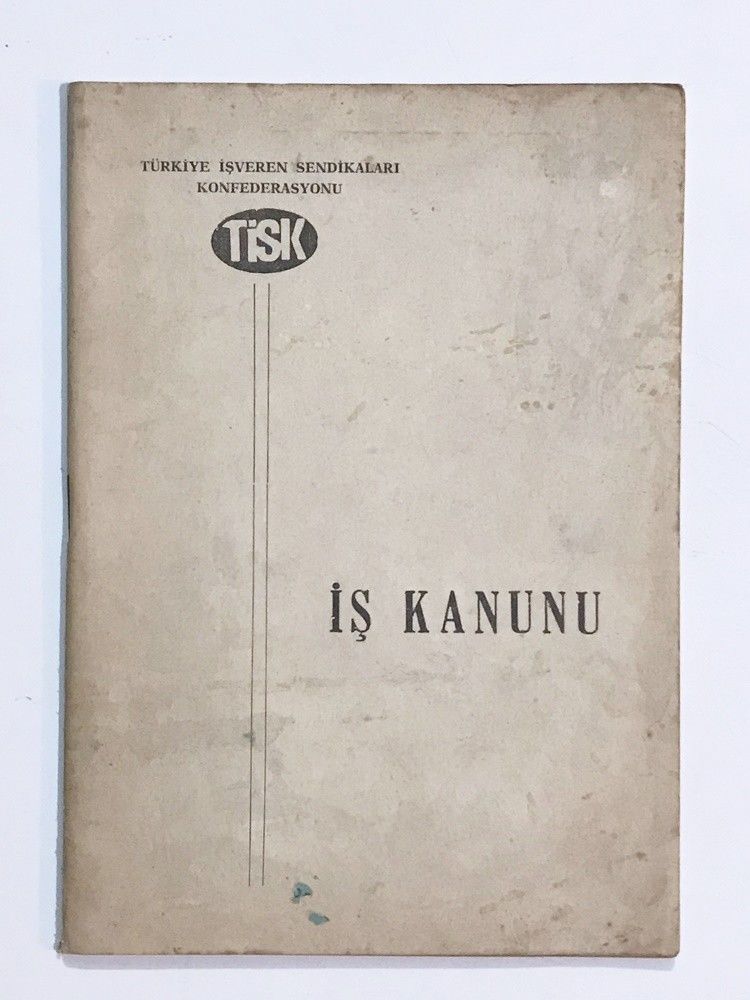 TÜRKİYE İŞVEREN SENDİKALARI
KONFEDERASYONU
TİSK
İŞ KANUNU